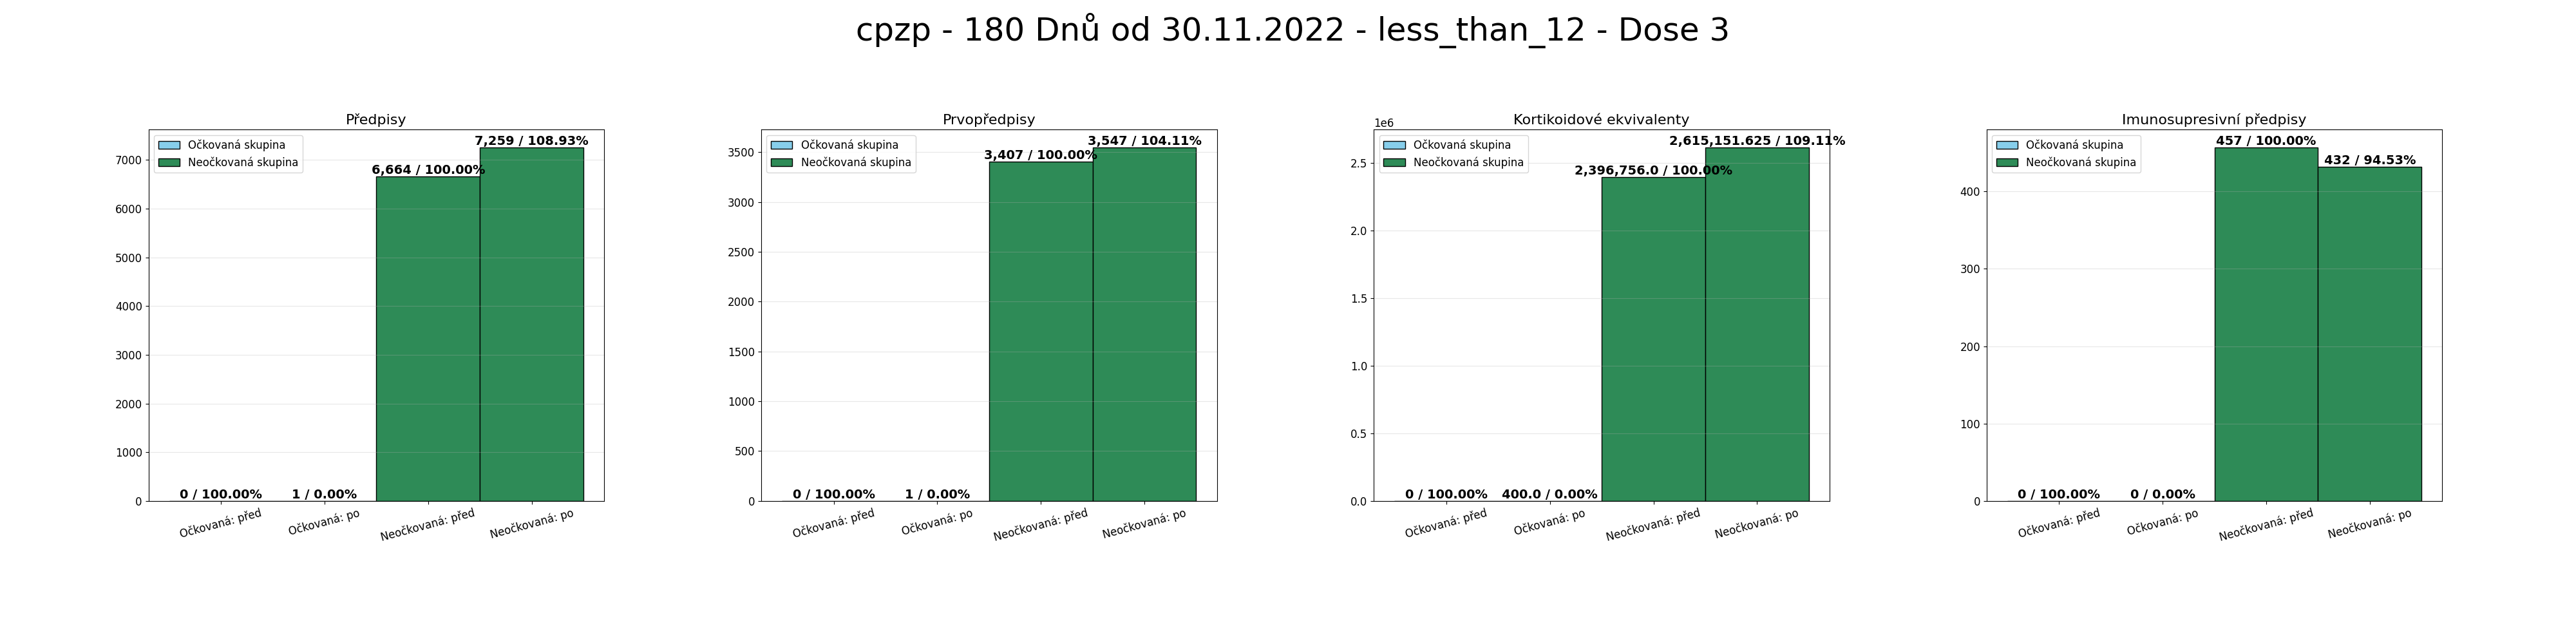 cpzp - 180 Dnů od 30.11.2022 - less_than_12 - Dose 3
Předpisy
Očkovaná skupina
Neočkovaná skupina
7,259 / 108.93%
6,664 / 100.00%
0 / 100.00%
1 / 0.00%
7000
6000
5000
4000
3000
2000
1000
0
Očkovaná: před
Očkovaná: po
Neočkovaná: před
Neočkovaná: po
Prvopředpisy
Očkovaná skupina
Neočkovaná skupina
3,547 / 104.11%
3,407 / 100.00%
0 / 100.00%
1 / 0.00%
3500
3000
2500
2000
1500
1000
500
0
Očkovaná: před
Očkovaná: po
Neočkovaná: před
Neočkovaná: po
Kortikoidové ekvivalenty
1e6
Očkovaná skupina
Neočkovaná skupina
2,615,151.625 / 109.11%
2,396,756.0 / 100.00%
0 / 100.00%
400.0 / 0.00%
2.5
2.0
1.5
1.0
0.5
0.0
Očkovaná: před
Očkovaná: po
Neočkovaná: před
Neočkovaná: po
Imunosupresivní předpisy
Očkovaná skupina
Neočkovaná skupina
457 / 100.00%
432 / 94.53%
0 / 100.00%
0 / 0.00%
400
300
200
100
0
Očkovaná: před
Očkovaná: po
Neočkovaná: před
Neočkovaná: po